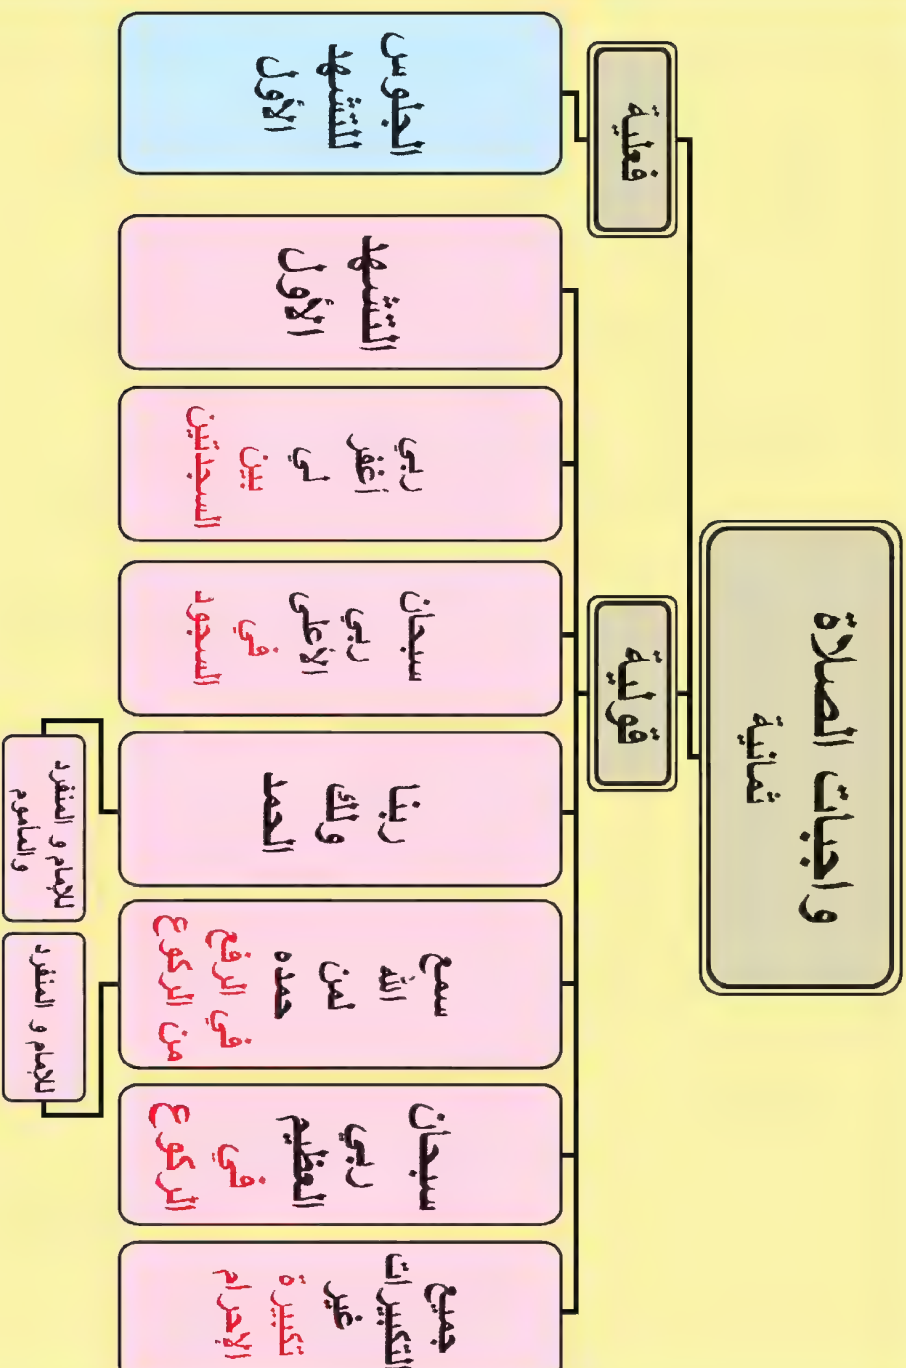 واجبات الصلاة
ثمانية
قولية
فعلية
جميع
التكبيرات
غير
تكبيرة
الإحرام
سبحان
ربي
العظيم
في
الركوع
سمع
الله
لمن
حمده
في الرفع
من الركوع
للإمام و المنفرد
ربنا
ولك
الحمد
للإمام و المنفرد
والمأموم
سبحان
ربي
الأعلى
في
السجود
ربي
أغفر
لي
بين
السجدتين
التشهد
الأول
الجلوس
للتشهد
الأول